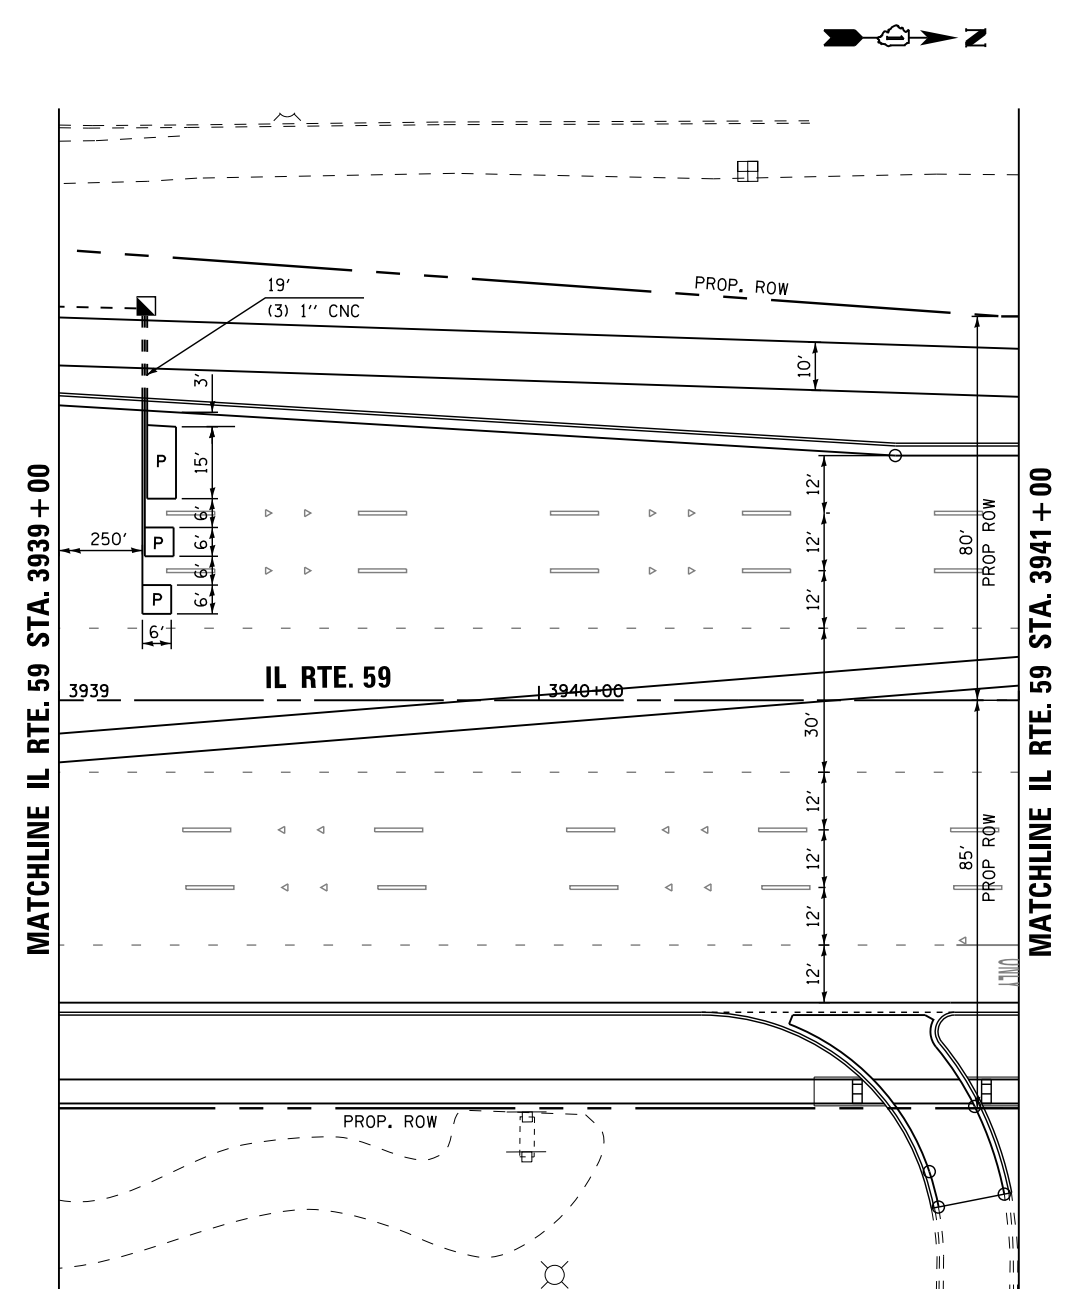 N
PROP. ROW
19'
(3) 1'' CNC
10'
3'
15'
P
6'
P
6'
6'
P
6'
250'
6'
12'
12'
12'
80'
PROP ROW
IL RTE. 59
3939
3940+00
30'
12'
12'
12'
12'
85'
PROP ROW
ONLY
PROP. ROW
MATCHLINE IL RTE. 59 STA. 3939+00
MATCHLINE IL RTE. 59 STA. 3941+00